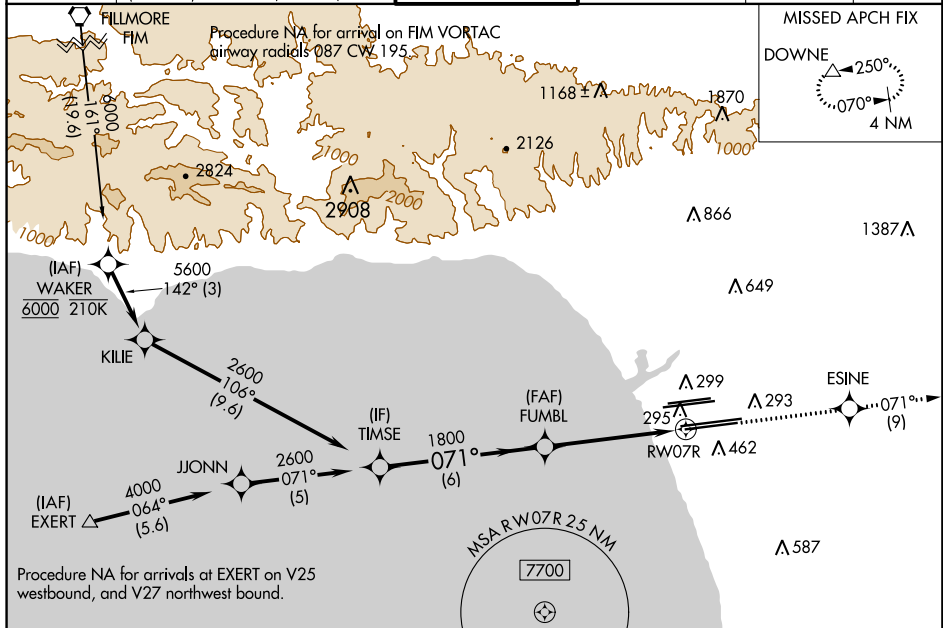 FILLMORE
FIM
Procedure NA for arrival on FIM VORTAC
airway radials 087 CW 195.
MISSED APCH FIX
DOWNE
250°
070°
4 NM
6000
161°
(19.6)
1168 ±
1870
1000
2126
1000
2824
2908
2000
1000
866
1387
(IAF)
WAKER
6000 210K
5600
142° (3)
649
KILIE
2600
106°
(9.6)
299
293
295
ESINE
071°
(9)
(FAF)
FUMBL
(IF)
TIMSE
1800
071°
(6)
RW07R
462
JJONN
2600
071°
(5)
4000
064°
(5.6)
(IAF)
EXERT
MSA RW07R 25 NM
7700
587
Procedure NA for arrivals at EXERT on V25
westbound, and V27 northwest bound.